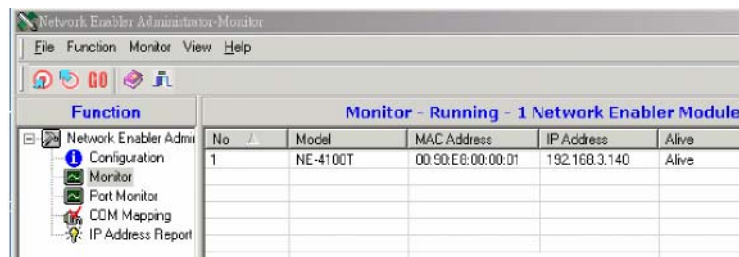 Network Enabler Administrator-Monitor
File Function Monitor View Help
GO
Function
Monitor - Running - 1 Network Enabler Module
Network Enabler Admi
Configuration
Monitor
Port Monitor
COM Mapping
IP Address Report
No Model MAC Address IP Address Alive
1 NE-4100T 00:90:E8:00:00:01 192.168.3.140 Alive